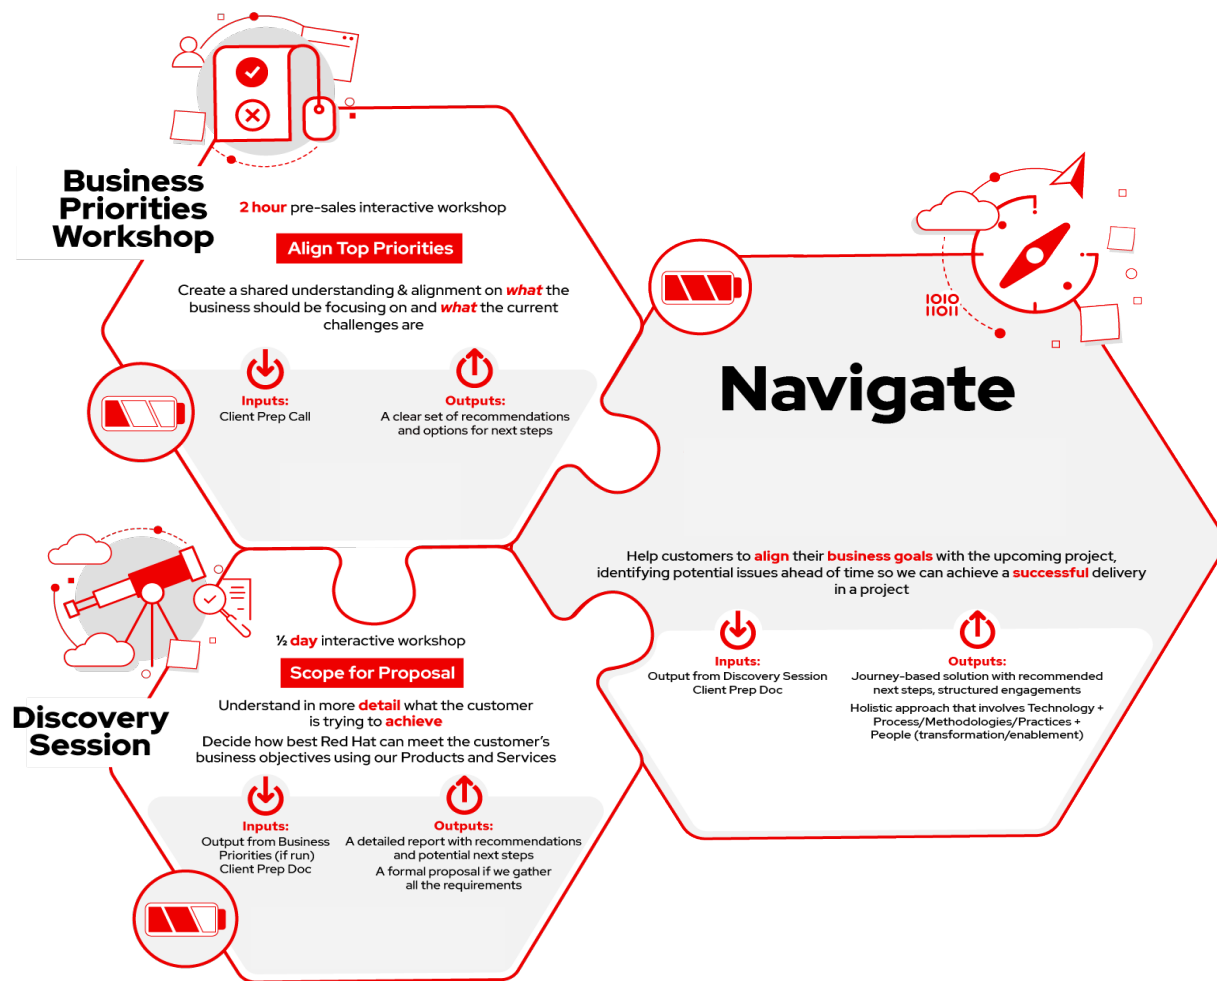 Business
Priorities
Workshop
2 hour pre-sales interactive workshop
Align Top Priorities
Create a shared understanding & alignment on what the
business should be focusing on and what the current
challenges are
Inputs:
Client Prep Call
Outputs:
A clear set of recommendations
and options for next steps
Discovery
Session
½ day interactive workshop
Scope for Proposal
Understand in more detail what the customer
is trying to achieve
Decide how best Red Hat can meet the customer’s
business objectives using our Products and Services
Inputs:
Output from Business
Priorities (if run)
Client Prep Doc
Outputs:
A detailed report with recommendations
and potential next steps
A formal proposal if we gather
all the requirements
1010
11011
Navigate
Help customers to align their business goals with the upcoming project,
identifying potential issues ahead of time so we can achieve a successful delivery
in a project
Inputs:
Output from Discovery Session
Client Prep Doc
Outputs:
Journey-based solution with recommended
next steps, structured engagements
Holistic approach that involves Technology +
Process/Methodologies/Practices +
People (transformation/enablement)